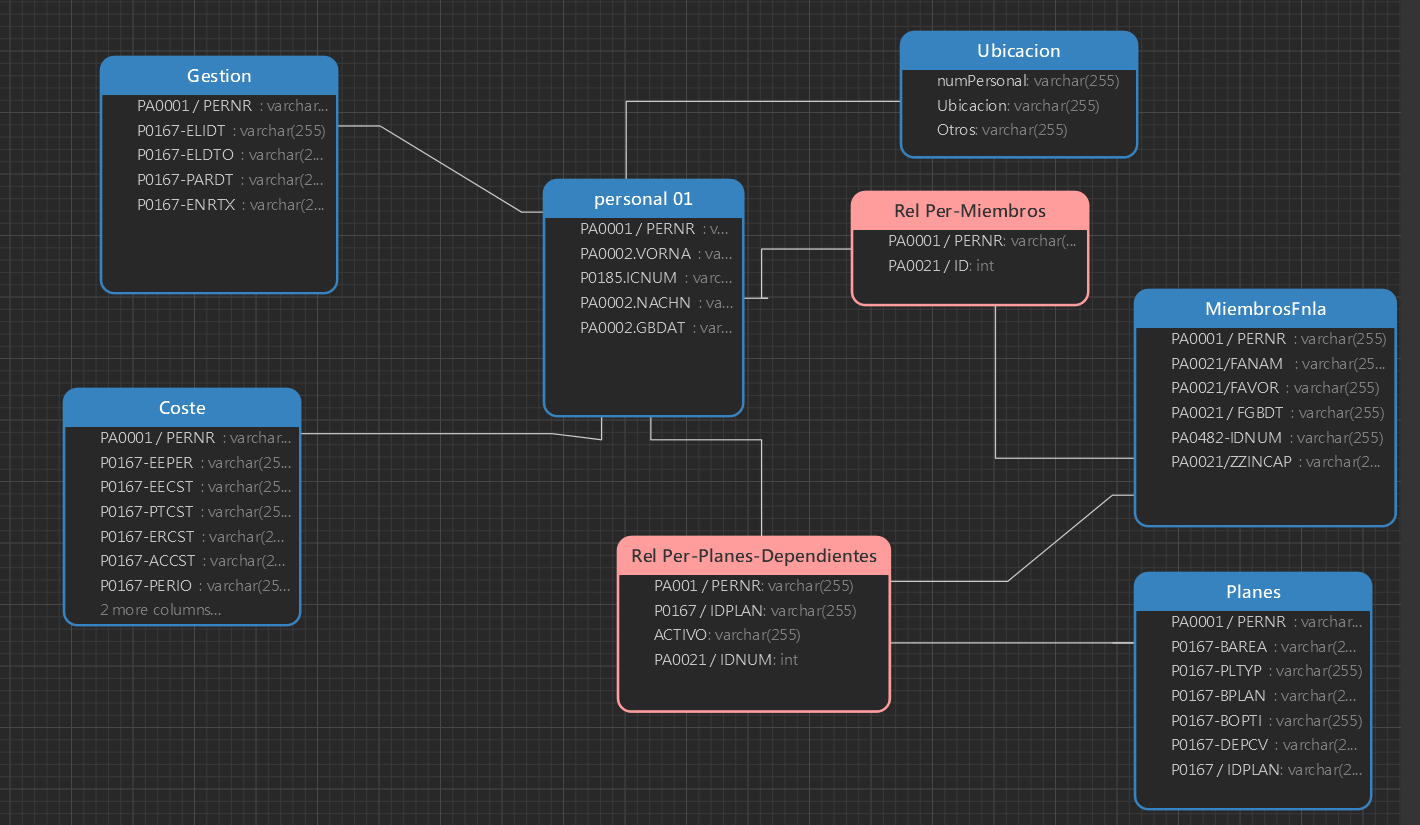 Gestion
PA0001 / PERNR : varchar...
P0167-ELIDT : varchar(255)
P0167-ELDTO : varchar(2...
P0167-PARDT : varchar(2...
P0167-ENRTX : varchar(2...
Ubicacion
numPersonal: varchar(255)
Ubicacion: varchar(255)
Otros: varchar(255)
personal 01
PA0001 / PERNR : v...
PA0002.VORNA : va...
P0185.ICNUM : varc...
PA0002.NACHN : va...
PA0002.GBDAT : var...
Rel Per-Miembros
PA0001 / PERNR: varchar(...
PA0021 / ID: int
MiembrosFnla
PA0001 / PERNR : varchar(255)
PA0021/FANAM : varchar(25...
PA0021/FAVOR : varchar(255)
PA0021 / FGBDT : varchar(255)
PA0482-IDNUM : varchar(255)
PA0021/ZZINCAP : varchar(2...
Coste
PA0001 / PERNR : varchar...
P0167-EEPER : varchar(25...
P0167-EECST : varchar(25...
P0167-PTCST : varchar(25...
P0167-ERCST : varchar(2...
P0167-ACCST : varchar(2...
P0167-PERIO : varchar(25...
2 more columns...
Rel Per-Planes-Dependientes
PA001 / PERNR: varchar(255)
P0167 / IDPLAN: varchar(255)
ACTIVO: varchar(255)
PA0021 / IDNUM: int
Planes
PA0001 / PERNR : varchar...
P0167-BAREA : varchar(2...
P0167-PLTYP : varchar(255)
P0167-BPLAN : varchar(2...
P0167-BOPTI : varchar(255)
P0167-DEPCV : varchar(2...
P0167 / IDPLAN: varchar(2...